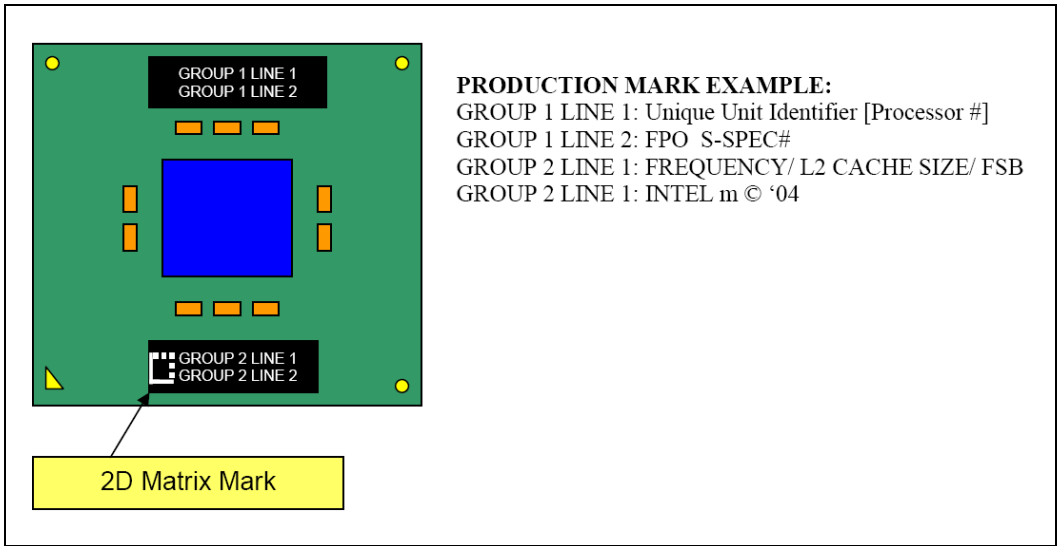 GROUP 1 LINE 1
GROUP 1 LINE 2
GROUP 2 LINE 1
GROUP 2 LINE 2
2D Matrix Mark
PRODUCTION MARK EXAMPLE:
GROUP 1 LINE 1: Unique Unit Identifier [Processor #]
GROUP 1 LINE 2: FPO  S-SPEC#
GROUP 2 LINE 1: FREQUENCY/ L2 CACHE SIZE/ FSB
GROUP 2 LINE 1: INTEL m © ‘04